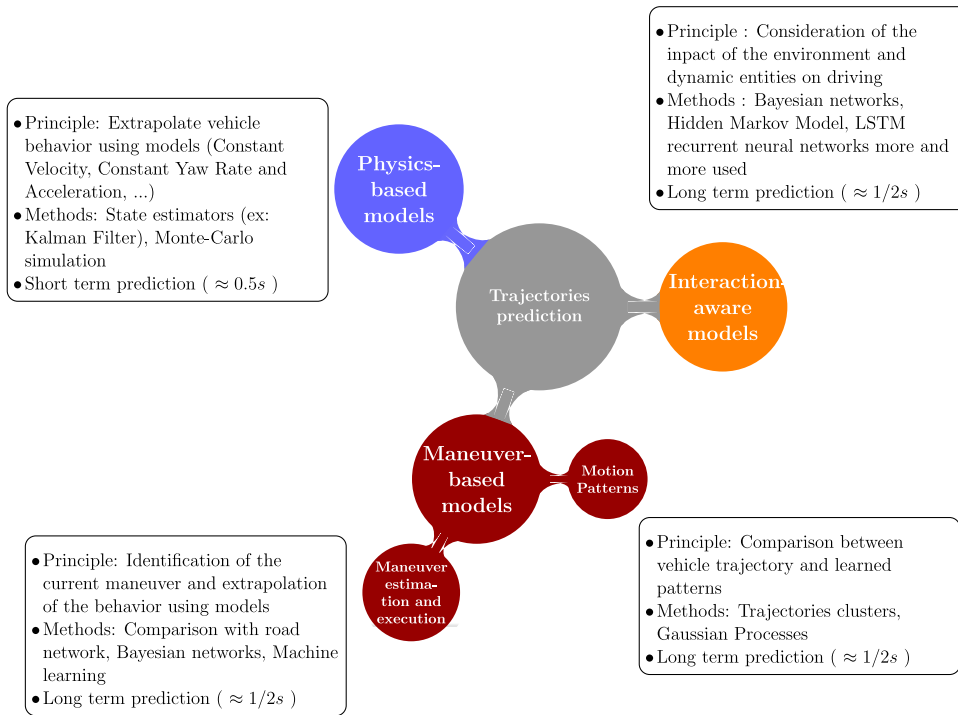 • Principle : Consideration of the
inpact of the environment and
dynamic entities on driving
• Methods : Bayesian networks,
Hidden Markov Model, LSTM
recurrent neural networks more and
more used
• Long term prediction ( ≈ 1/2s )
• Principle: Extrapolate vehicle
behavior using models (Constant
Velocity, Constant Yaw Rate and
Acceleration, ...)
• Methods: State estimators (ex:
Kalman Filter), Monte-Carlo
simulation
• Short term prediction ( ≈ 0.5s )
Physics-
based
models
Trajectories
prediction
Interaction-
aware
models
Maneuver-
based
models
Motion
Patterns
Maneuver
estima-
tion and
execution
• Principle: Identification of the
current maneuver and extrapolation
of the behavior using models
• Methods: Comparison with road
network, Bayesian networks, Machine
learning
• Long term prediction ( ≈ 1/2s )
• Principle: Comparison between
vehicle trajectory and learned
patterns
• Methods: Trajectories clusters,
Gaussian Processes
• Long term prediction ( ≈ 1/2s )